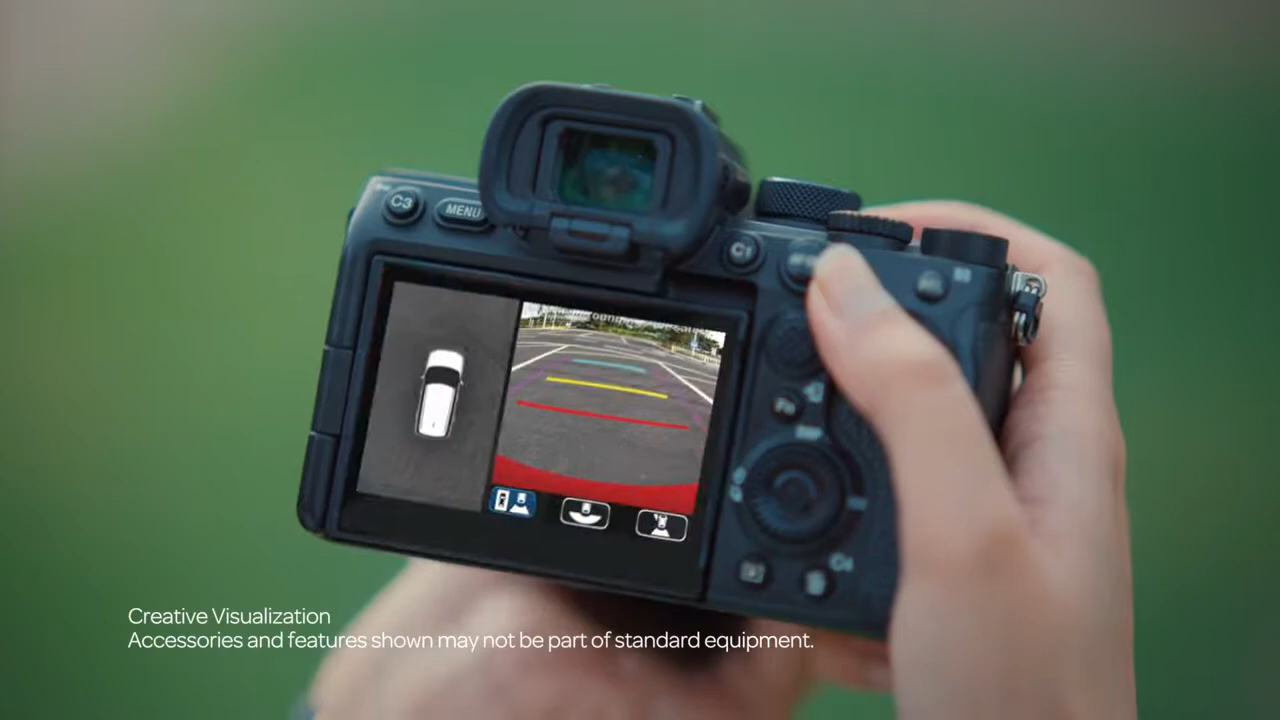 C3
MENU
C1
Fn
C4
Creative Visualization
Accessories and features shown may not be part of standard equipment.